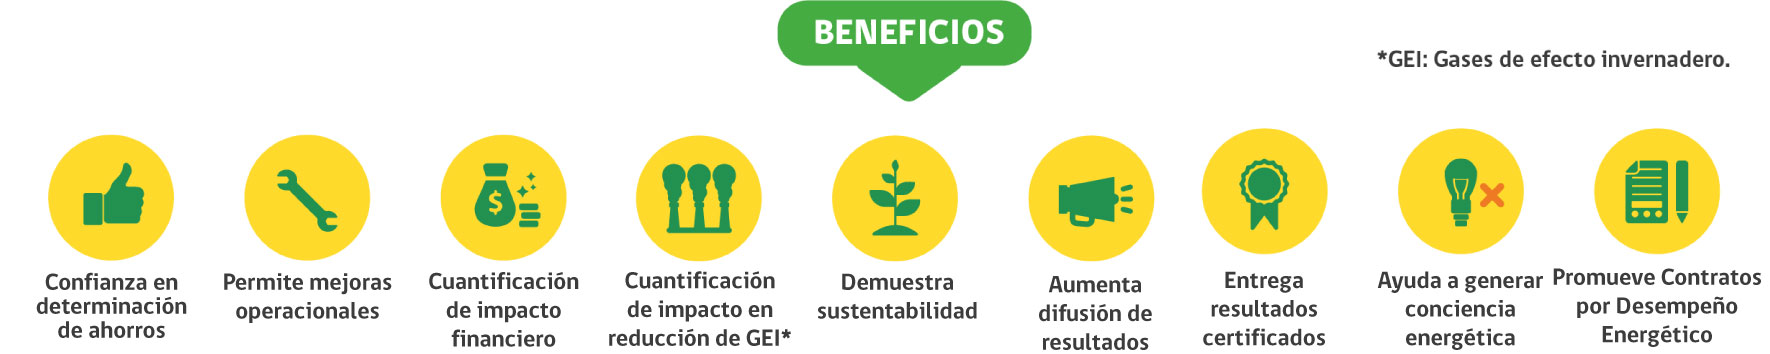 BENEFICIOS
*GEI: Gases de efecto invernadero.
Confianza en
determinación
de ahorros
Permite mejoras
operacionales
Cuantificación
de impacto
financiero
Cuantificación
de impacto en
reducción de GEI*
Demuestra
sustentabilidad
Aumenta
difusión de
resultados
Entrega
resultados
certificados
Ayuda a generar
conciencia
energética
Promueve Contratos
por Desempeño
Energético